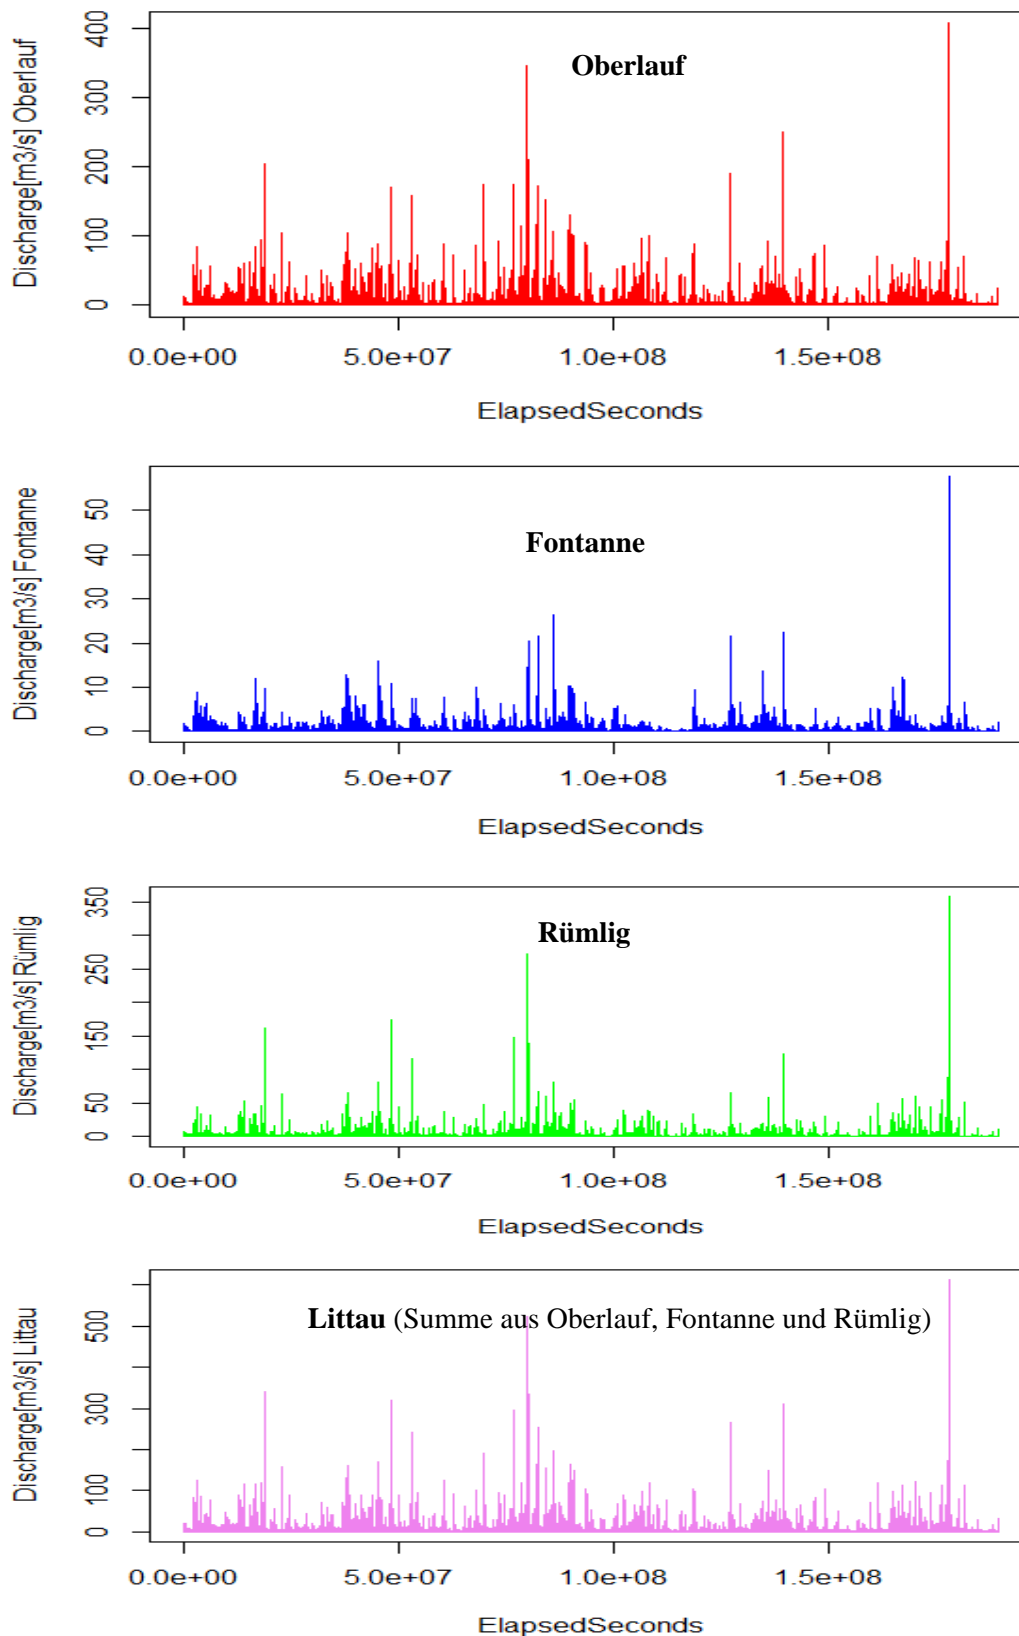 Discharge[m3/s] Oberlauf
400
300
200
100
0
Oberlauf
0.0e+00 5.0e+07 1.0e+08 1.5e+08
ElapsedSeconds
Discharge[m3/s] Fontanne
50
40
30
20
10
0
Fontanne
0.0e+00 5.0e+07 1.0e+08 1.5e+08
ElapsedSeconds
Discharge[m3/s] Rümlig
350
250
150
50
0
Rümlig
0.0e+00 5.0e+07 1.0e+08 1.5e+08
ElapsedSeconds
Discharge[m3/s] Littau
500
300
100
0
Littau (Summe aus Oberlauf, Fontanne und Rümlig)
0.0e+00 5.0e+07 1.0e+08 1.5e+08
ElapsedSeconds